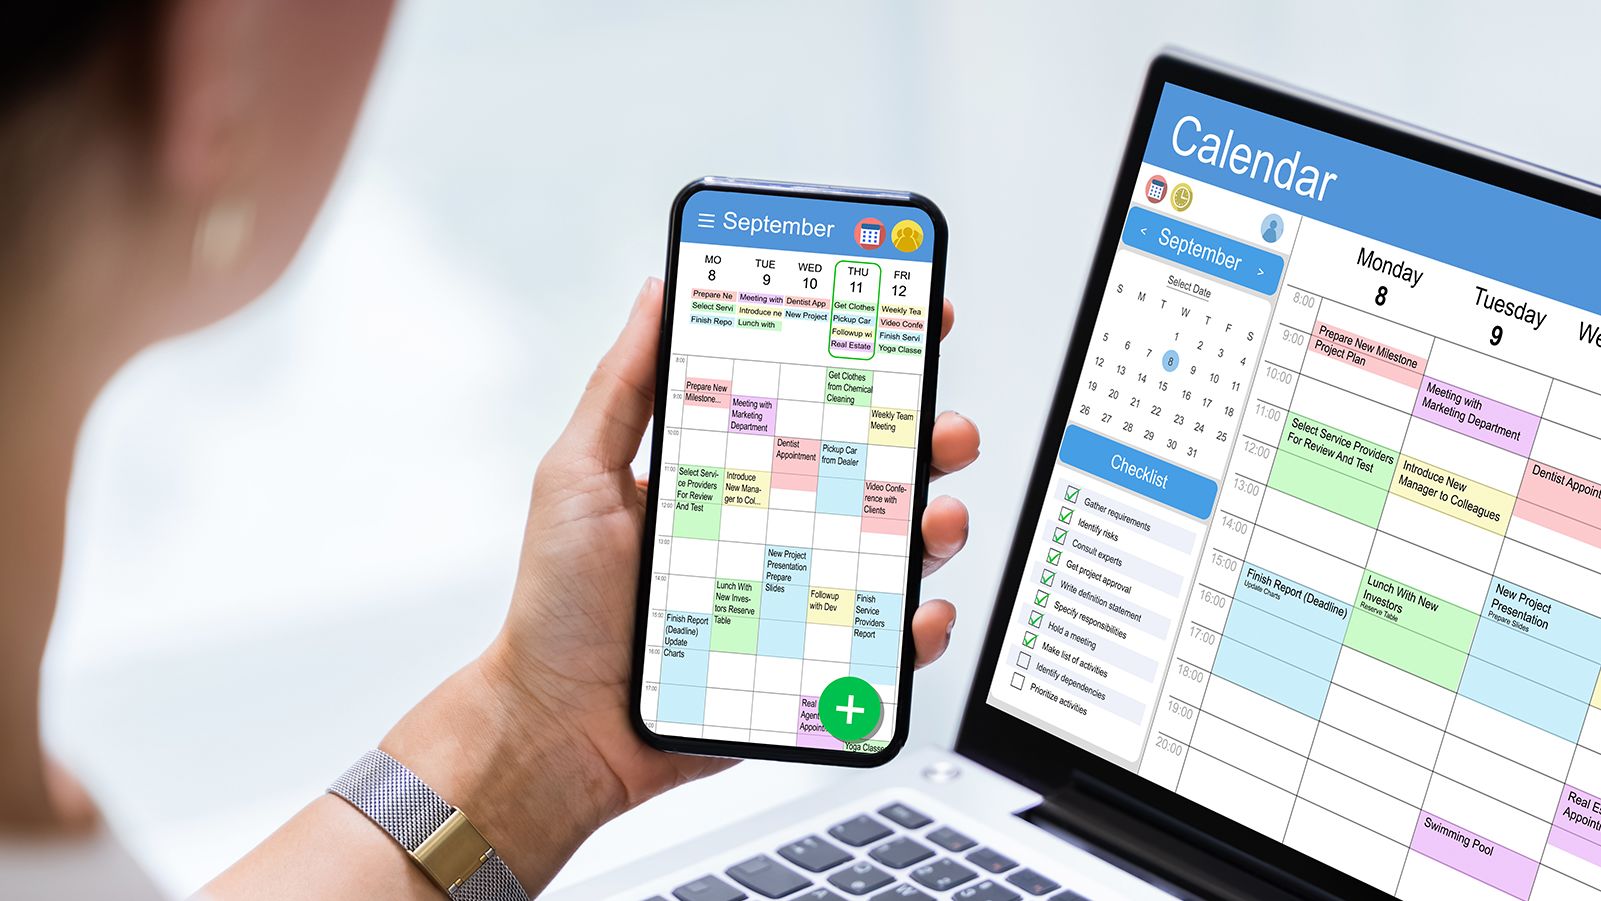 September
MO
8
TUE
9
WED
10
THU
11
FRI
12
Prepare Ne
Select Servi
Finish Repo
Meeting with
Introduce ne
Lunch with
Dentist App
New Project
Get Clothes
Pickup Car
Followup wi
Real Estate
Weekly Tea
Video Confe
Finish Servi
Yoga Classe
8:00
9:00
10:00
11:00
12:00
13:00
14:00
15:00
16:00
17:00
Prepare New
Milestone...
Select Servi-
ce Providers
For Review
And Test
Finish Report
(Deadline)
Update
Charts
Meeting with
Marketing
Department
Introduce
New Mana-
ger to Col...
Lunch With
New Inves-
tors Reserve
Table
Dentist
Appointment
New Project
Presentation
Prepare
Slides
Get Clothes
from Chemical
Cleaning
Pickup Car
from Dealer
Followup
with Dev
Real
Agent
Appoint
Weekly Team
Meeting
Video Confe-
rence with
Clients
Finish
Service
Providers
Report
Yoga Classe
+
Calendar
< September >
Select Date
S M T W T F S
1 2 3 4
5 6 7 8 9 10 11
12 13 14 15 16 17 18
19 20 21 22 23 24 25
26 27 28 29 30 31
Checklist
Gather requirements
Identify risks
Consult experts
Get project approval
Write definition statement
Specify responsibilities
Hold a meeting
Make list of activities
Identify dependencies
Prioritize activities
Monday
8
Tuesday
9
We
8:00
9:00
10:00
11:00
12:00
13:00
14:00
15:00
16:00
17:00
18:00
19:00
20:00
Prepare New Milestone
Project Plan
Select Service Providers
For Review And Test
Finish Report (Deadline)
Update Charts
Meeting with
Marketing Department
Introduce New
Manager to Colleagues
Lunch With New
Investors
Reserve Table
Swimming Pool
Dentist Appoint
New Project
Presentation
Prepare Slides
Real Es
Appointm